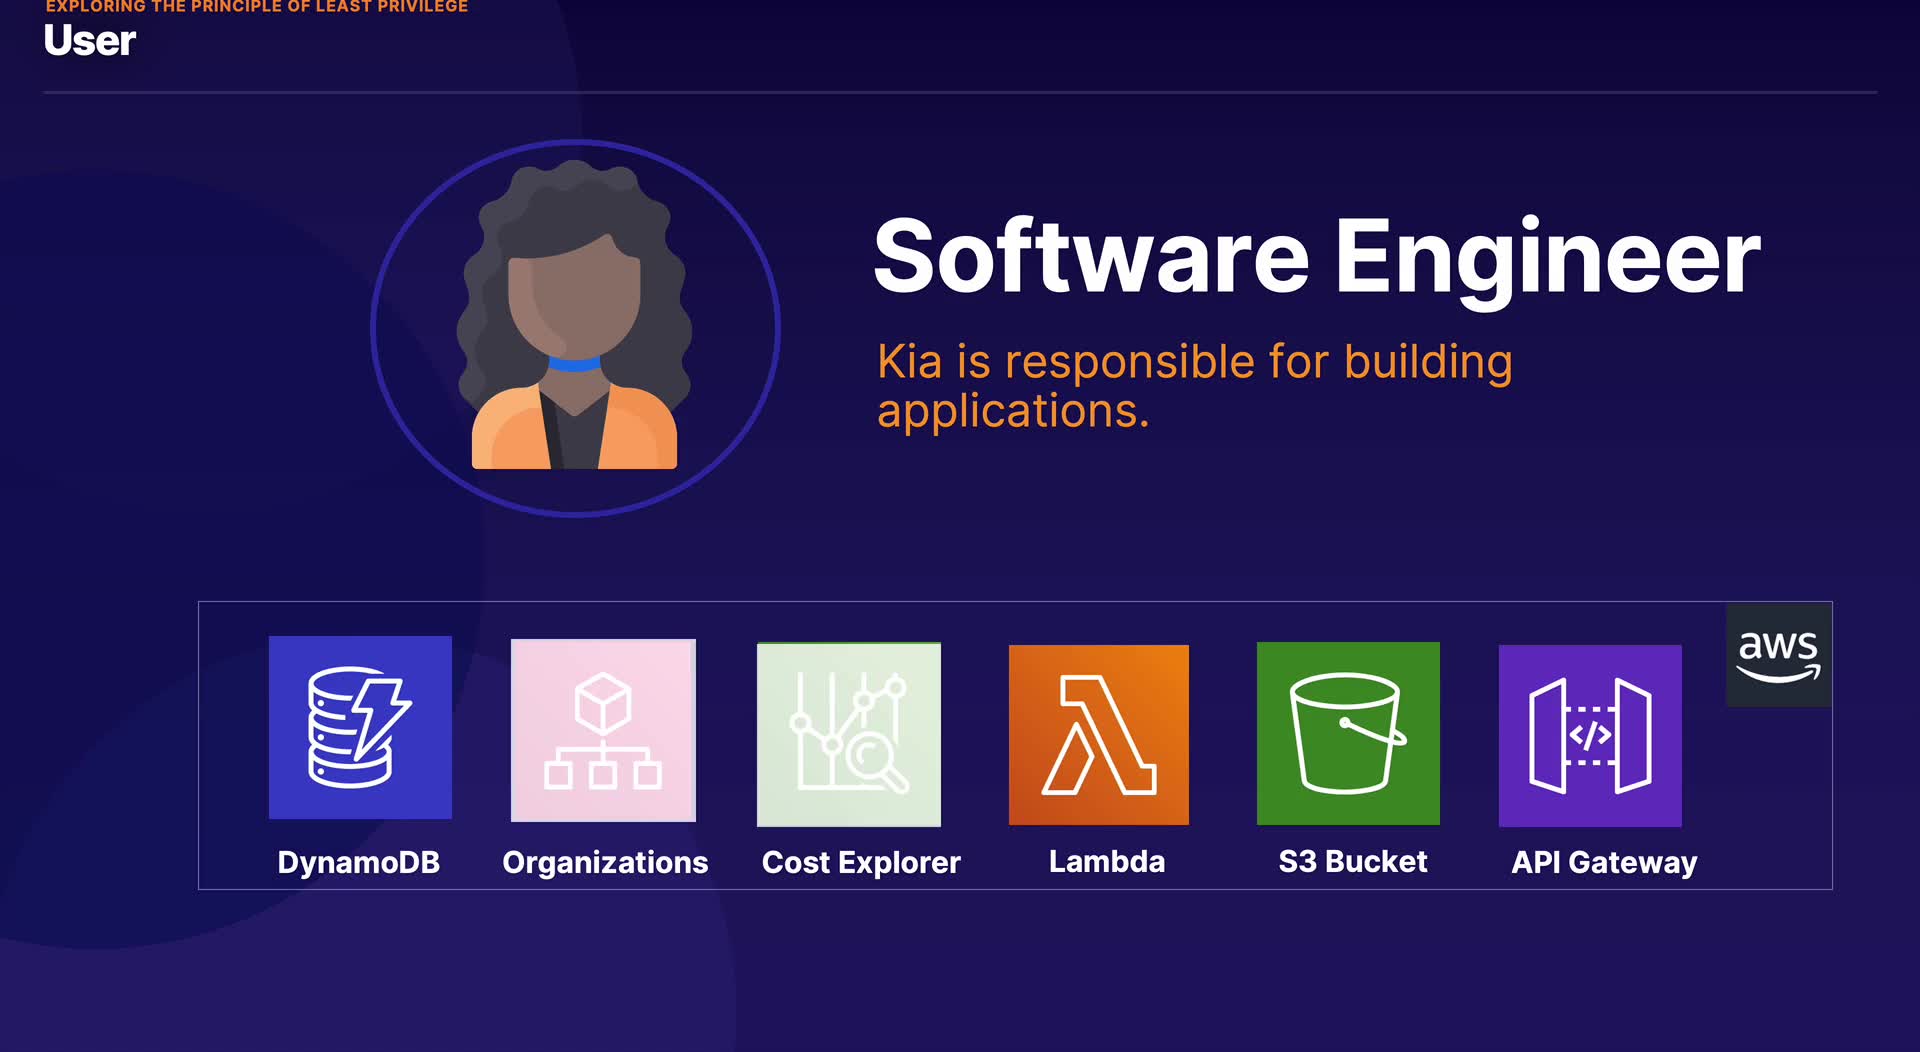 EXPLORING THE PRINCIPLE OF LEAST PRIVILEGE
User
Software Engineer
Kia is responsible for building
applications.
aws
</>
DynamoDB
Organizations
Cost Explorer
Lambda
S3 Bucket
API Gateway